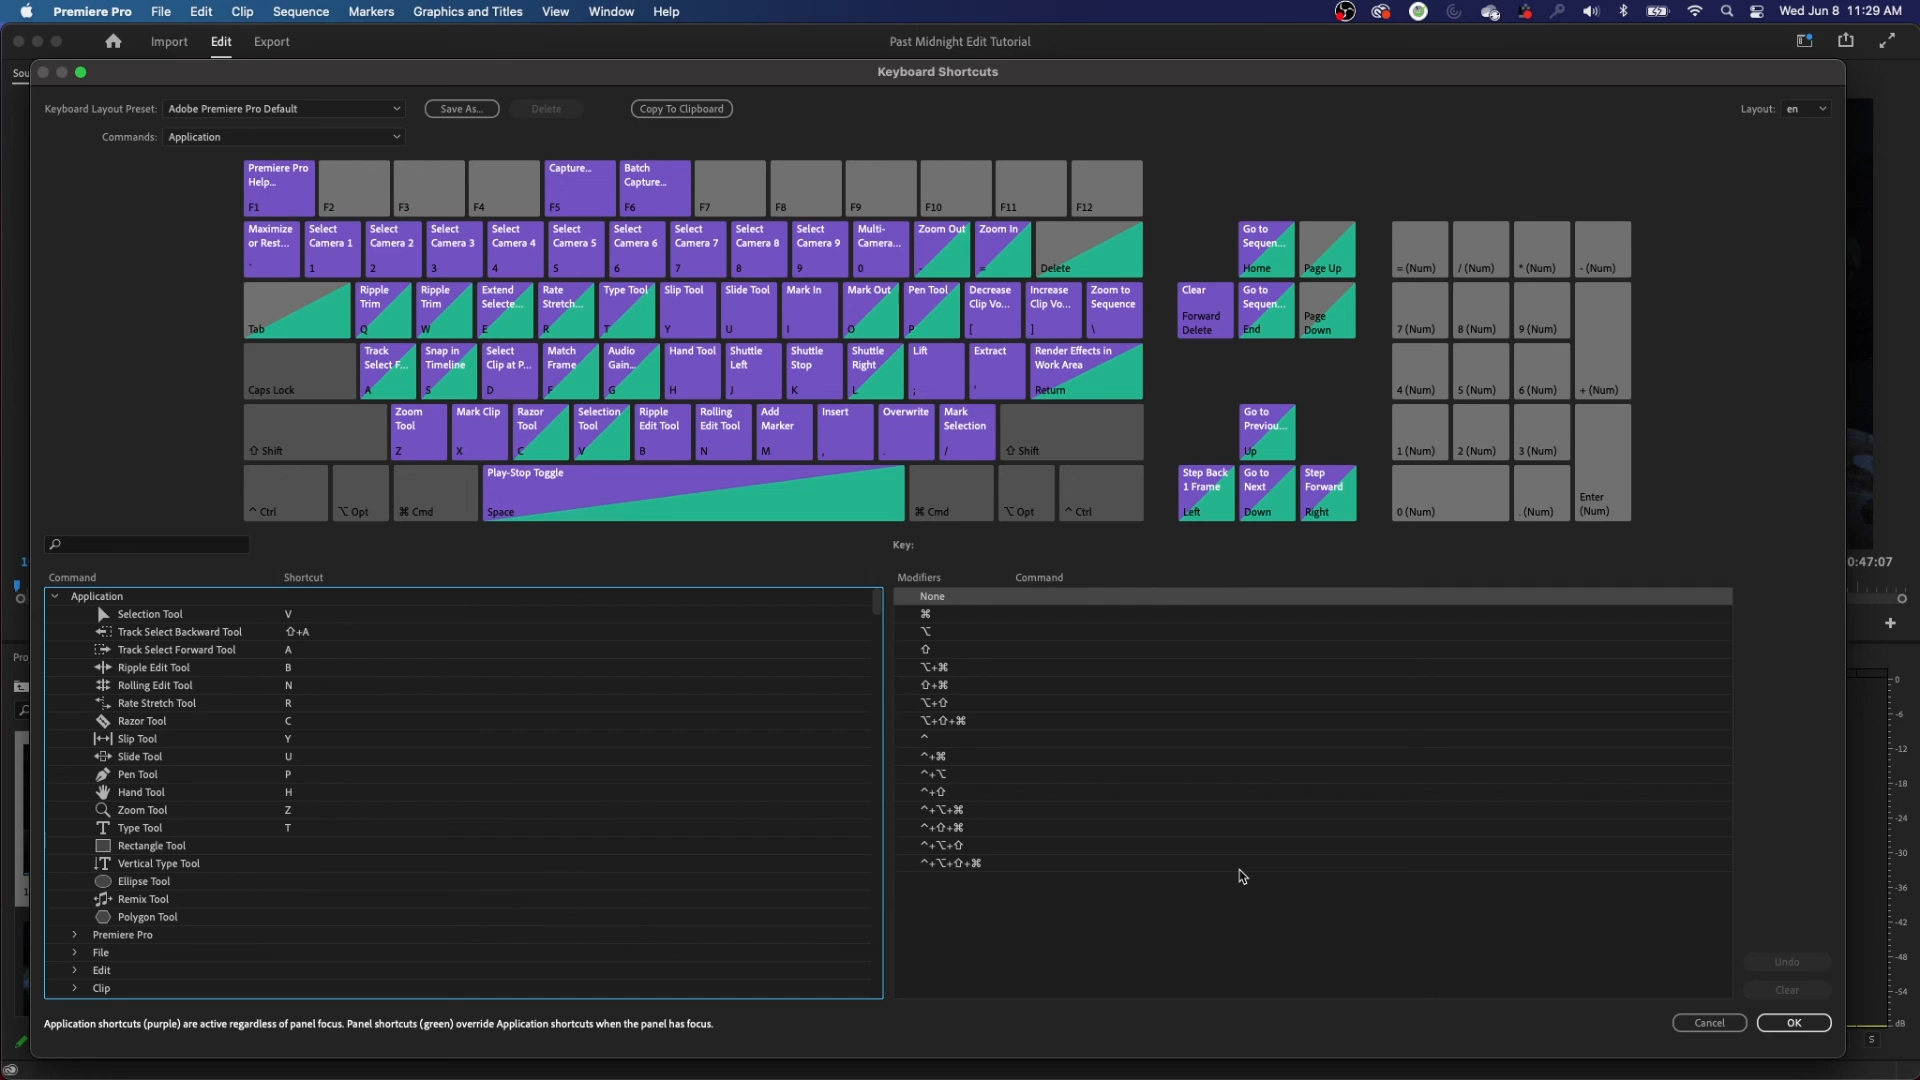 Premiere Pro File Edit Clip Sequence Markers Graphics and Titles View Window Help Wed Jun 8 11:29 AM
Import Edit Export Past Midnight Edit Tutorial
Sou
Keyboard Shortcuts
Keyboard Layout Preset: Adobe Premiere Pro Default Save As... Delete Copy To Clipboard Layout: en
Commands: Application
Premiere Pro Help... F1 F2 F3 F4 Capture... F5 Batch Capture... F6 F7 F8 F9 F10 F11 F12
Maximize or Rest... ` Select Camera 1 1 Select Camera 2 2 Select Camera 3 3 Select Camera 4 4 Select Camera 5 5 Select Camera 6 6 Select Camera 7 7 Select Camera 8 8 Select Camera 9 9 Multi-Camera... 0 Zoom Out - Zoom In = Delete Go to Sequen... Home Page Up = (Num) / (Num) * (Num) - (Num)
Tab Ripple Trim Q Ripple Trim W Extend Selecte... E Rate Stretch... R Type Tool T Slip Tool Y Slide Tool U Mark In I Mark Out O Pen Tool P Decrease Clip Vo... [ Increase Clip Vo... ] Zoom to Sequence \ Clear Forward Delete Go to Sequen... End Page Down 7 (Num) 8 (Num) 9 (Num)
Caps Lock Track Select F... A Snap in Timeline S Select Clip at P... D Match Frame F Audio Gain... G Hand Tool H Shuttle Left J Shuttle Stop K Shuttle Right L Lift ; Extract ' Render Effects in Work Area Return 4 (Num) 5 (Num) 6 (Num) + (Num)
⇧ Shift Zoom Tool Z Mark Clip X Razor Tool C Selection Tool V Ripple Edit Tool B Rolling Edit Tool N Add Marker M Insert , Overwrite . Mark Selection / ⇧ Shift Go to Previou... Up 1 (Num) 2 (Num) 3 (Num)
^ Ctrl ⌥ Opt ⌘ Cmd Play-Stop Toggle Space ⌘ Cmd ⌥ Opt ^ Ctrl Step Back 1 Frame Left Go to Next Down Step Forward Right 0 (Num) . (Num) Enter (Num)
Key:
Command Shortcut Modifiers Command
Application None
Selection Tool V ⌘
Track Select Backward Tool ⇧+A ⌥
Track Select Forward Tool A ⇧
Ripple Edit Tool B ⌥+⌘
Rolling Edit Tool N ⇧+⌘
Rate Stretch Tool R ⌥+⇧
Razor Tool C ⌥+⇧+⌘
Slip Tool Y ^
Slide Tool U ^+⌘
Pen Tool P ^+⌥
Hand Tool H ^+⇧
Zoom Tool Z ^+⌥+⌘
Type Tool T ^+⇧+⌘
Rectangle Tool ^+⌥+⇧
Vertical Type Tool ^+⌥+⇧+⌘
Ellipse Tool
Remix Tool
Polygon Tool
Premiere Pro
File
Edit
Clip
Undo
Clear
Application shortcuts (purple) are active regardless of panel focus. Panel shortcuts (green) override Application shortcuts when the panel has focus.
Cancel OK
0:47:07
Pro
0
-6
-12
-18
-24
-30
-36
-42
-48
-54
dB
S